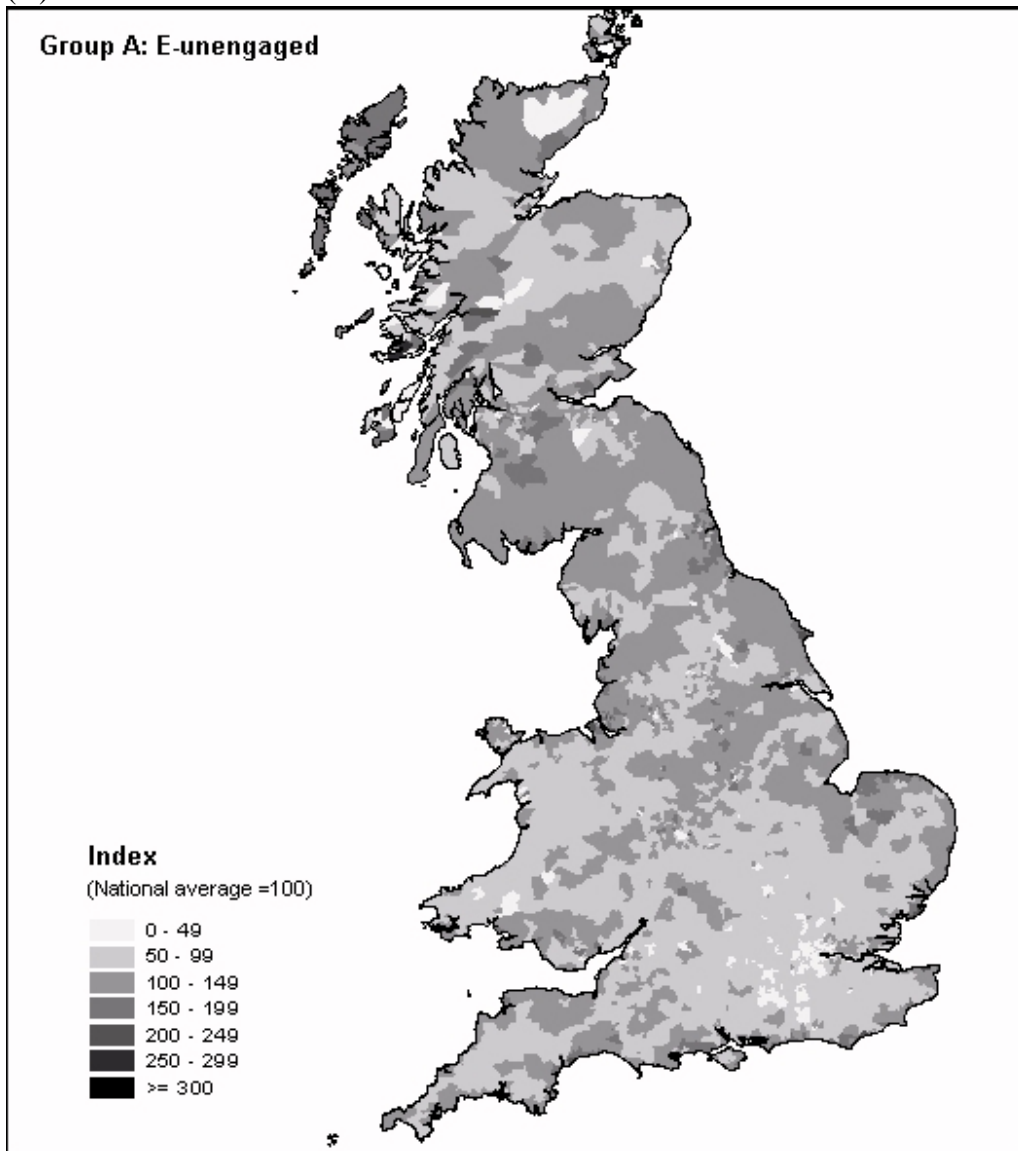 Group A: E-unengaged
Index
(National average =100)
0 - 49
50 - 99
100 - 149
150 - 199
200 - 249
250 - 299
>= 300